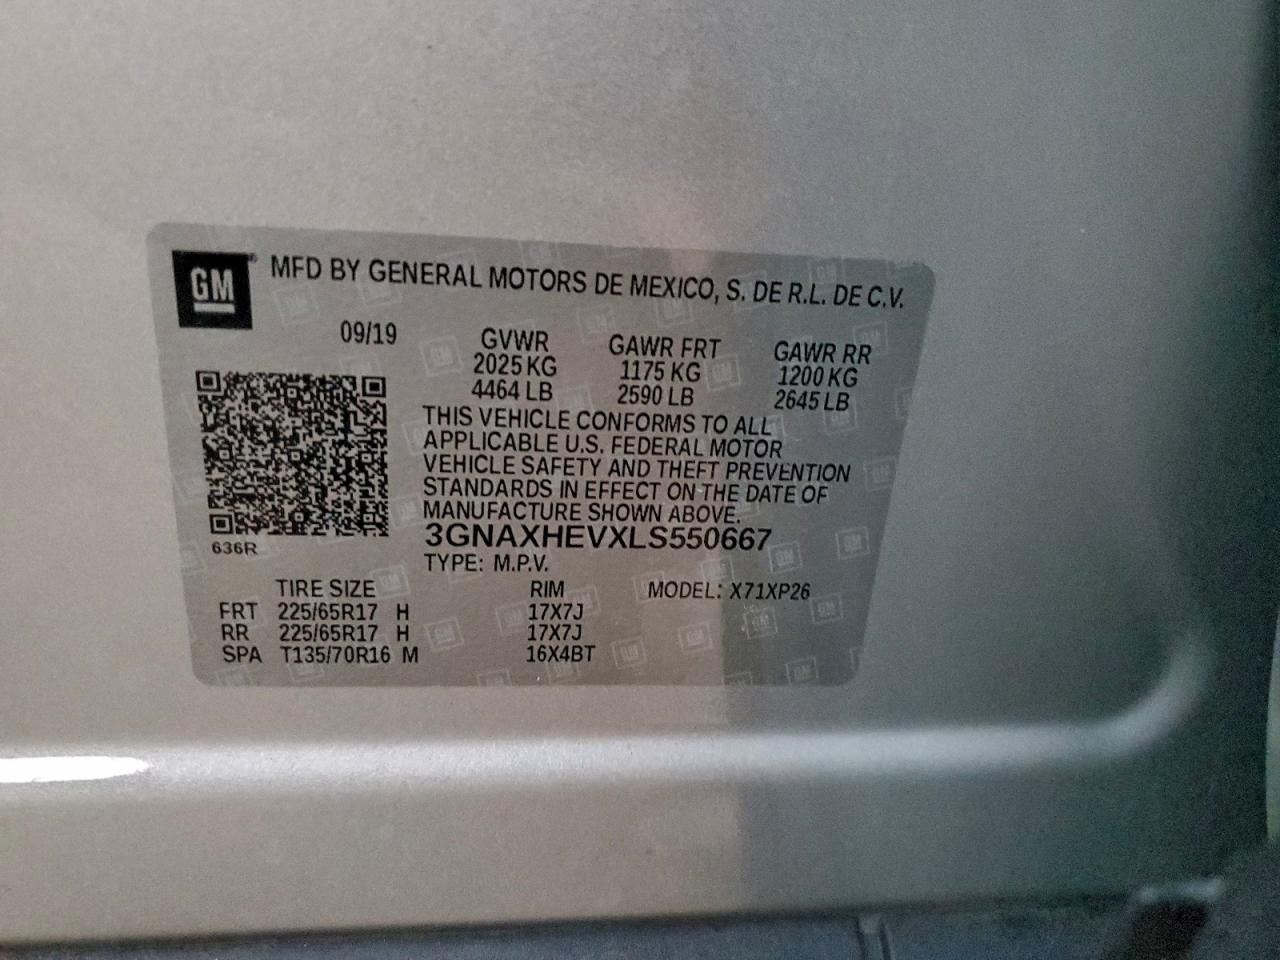 GM
MFD BY GENERAL MOTORS DE MEXICO, S. DE R.L. DE C.V.
09/19 GVWR GAWR FRT GAWR RR
2025 KG 1175 KG 1200 KG
4464 LB 2590 LB 2645 LB
THIS VEHICLE CONFORMS TO ALL
APPLICABLE U.S. FEDERAL MOTOR
VEHICLE SAFETY AND THEFT PREVENTION
STANDARDS IN EFFECT ON THE DATE OF
MANUFACTURE SHOWN ABOVE.
3GNAXHEVXLS550667
636R
TYPE: M.P.V.
TIRE SIZE RIM MODEL: X71XP26
FRT 225/65R17 H 17X7J
RR 225/65R17 H 17X7J
SPA T135/70R16 M 16X4BT